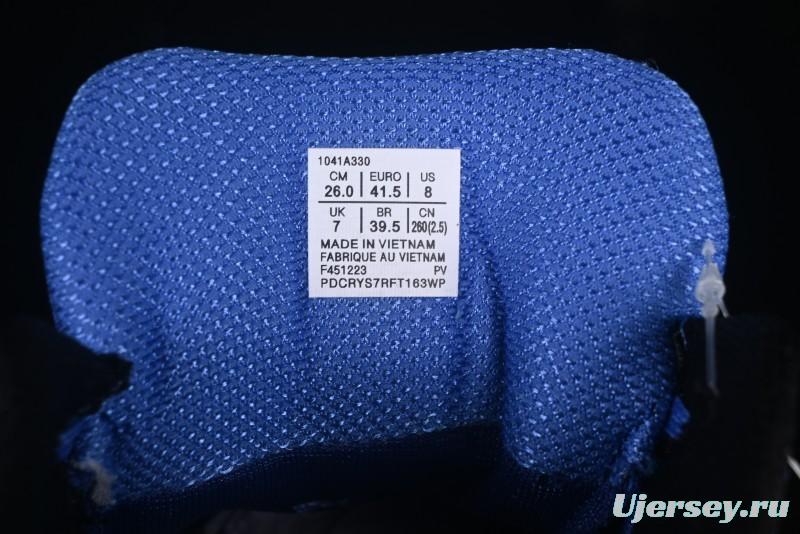 1041A330
CM EURO US
26.0 41.5 8
UK BR CN
7 39.5 260(2.5)
MADE IN VIETNAM
FABRIQUE AU VIETNAM
F451223 PV
PDCRYS7RFT163WP
Ujersey.ru